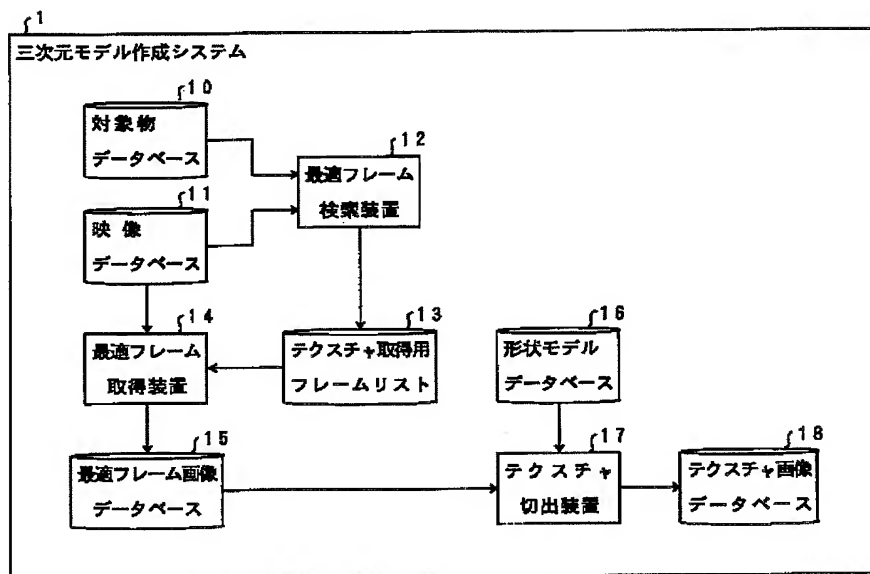 1
三次元モデル作成システム
10
対象物
データベース
11
映像
データベース
12
最適フレーム
検索装置
14
最適フレーム
取得装置
13
テクスチャ取得用
フレームリスト
16
形状モデル
データベース
15
最適フレーム画像
データベース
17
テクスチャ
切出装置
18
テクスチャ画像
データベース